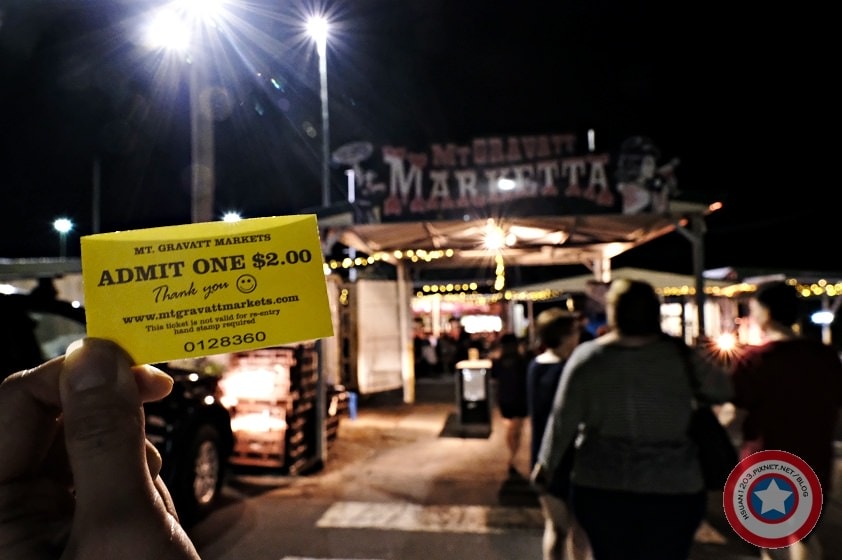 MT. GRAVATT
MARKETTA
MT. GRAVATT MARKETS
ADMIT ONE $2.00
Thank you
www.mtgravattmarkets.com
This ticket is not valid for re-entry
hand stamp required
0128360
HSUAN1203.PIXNET.NET/BLOG